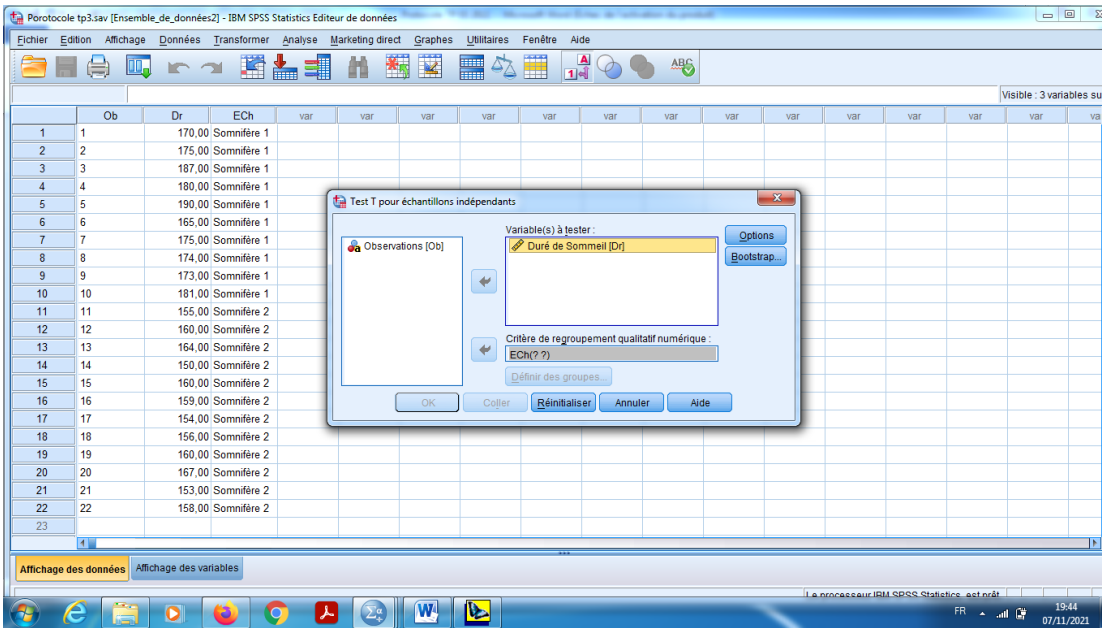 Porotocole tp3.sav [Ensemble_de_données2] - IBM SPSS Statistics Editeur de données
Fichier Edition Affichage Données Transformer Analyse Marketing direct Graphes Utilitaires Fenêtre Aide
Visible : 3 variables su
Ob Dr ECh var var var var var var var var var var var var var va
1 1 170,00 Somnifère 1
2 2 175,00 Somnifère 1
3 3 187,00 Somnifère 1
4 4 180,00 Somnifère 1
5 5 190,00 Somnifère 1
6 6 165,00 Somnifère 1
7 7 175,00 Somnifère 1
8 8 174,00 Somnifère 1
9 9 173,00 Somnifère 1
10 10 181,00 Somnifère 1
11 11 155,00 Somnifère 2
12 12 160,00 Somnifère 2
13 13 164,00 Somnifère 2
14 14 150,00 Somnifère 2
15 15 160,00 Somnifère 2
16 16 159,00 Somnifère 2
17 17 154,00 Somnifère 2
18 18 156,00 Somnifère 2
19 19 160,00 Somnifère 2
20 20 167,00 Somnifère 2
21 21 153,00 Somnifère 2
22 22 158,00 Somnifère 2
23
Test T pour échantillons indépendants
Observations [Ob]
Variable(s) à tester :
Duré de Sommeil [Dr]
Options
Bootstrap...
Critère de regroupement qualitatif numérique :
ECh(? ?)
Définir des groupes...
OK Coller Réinitialiser Annuler Aide
Affichage des données Affichage des variables
Le processeur IBM SPSS Statistics est prêt
FR 19:44
07/11/2021